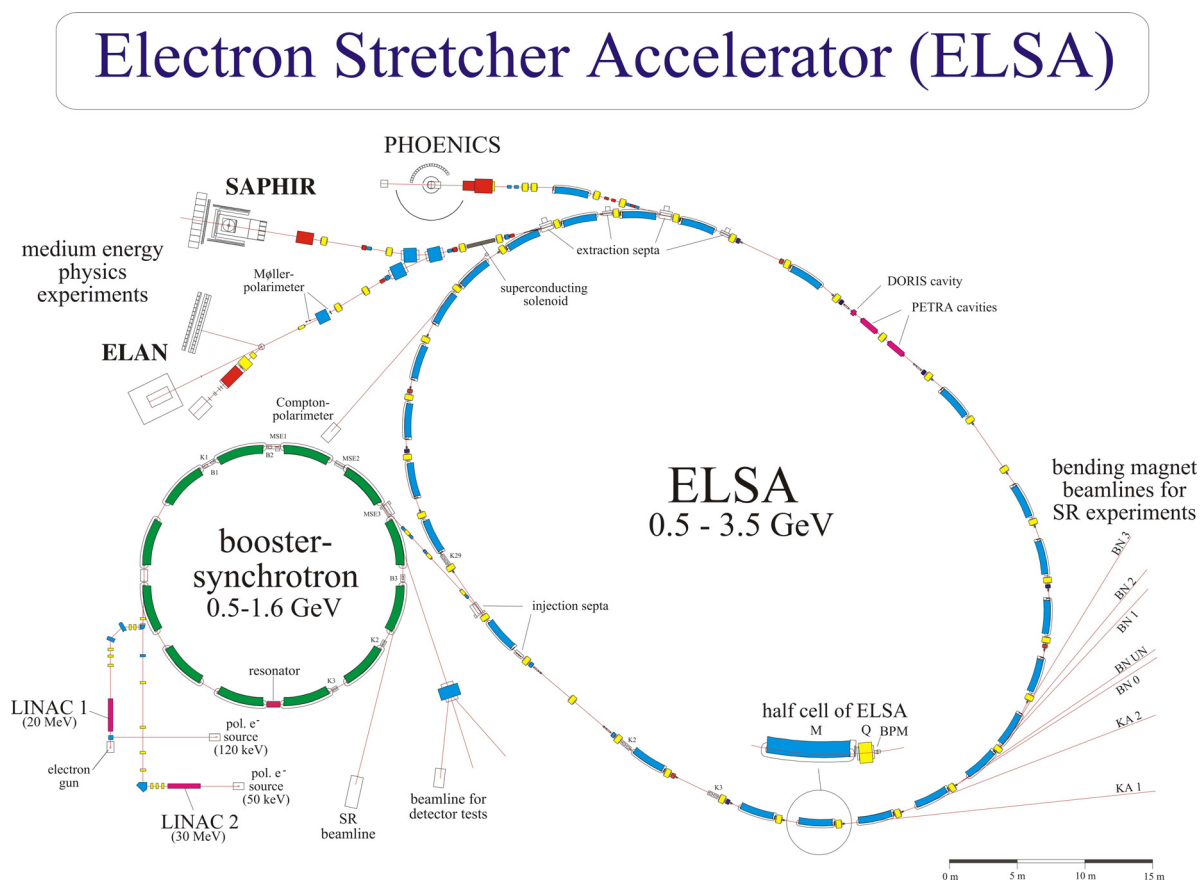 Electron Stretcher Accelerator (ELSA)
PHOENICS
SAPHIR
medium energy
physics
experiments
Møller-
polarimeter
extraction septa
superconducting
solenoid
DORIS cavity
PETRA cavities
ELAN
Compton-
polarimeter
MSE1
K1
B1
B2
MSE2
MSE3
ELSA
0.5 - 3.5 GeV
bending magnet
beamlines for
SR experiments
booster-
synchrotron
0.5-1.6 GeV
K29
B3
injection septa
K2
K3
resonator
BN 3
BN 2
BN 1
BN UN
BN 0
KA 2
KA 1
LINAC 1
(20 MeV)
pol. e-
source
(120 keV)
electron
gun
pol. e-
source
(50 keV)
LINAC 2
(30 MeV)
SR
beamline
beamline for
detector tests
half cell of ELSA
M Q BPM
K2
K3
0 m 5 m 10 m 15 m